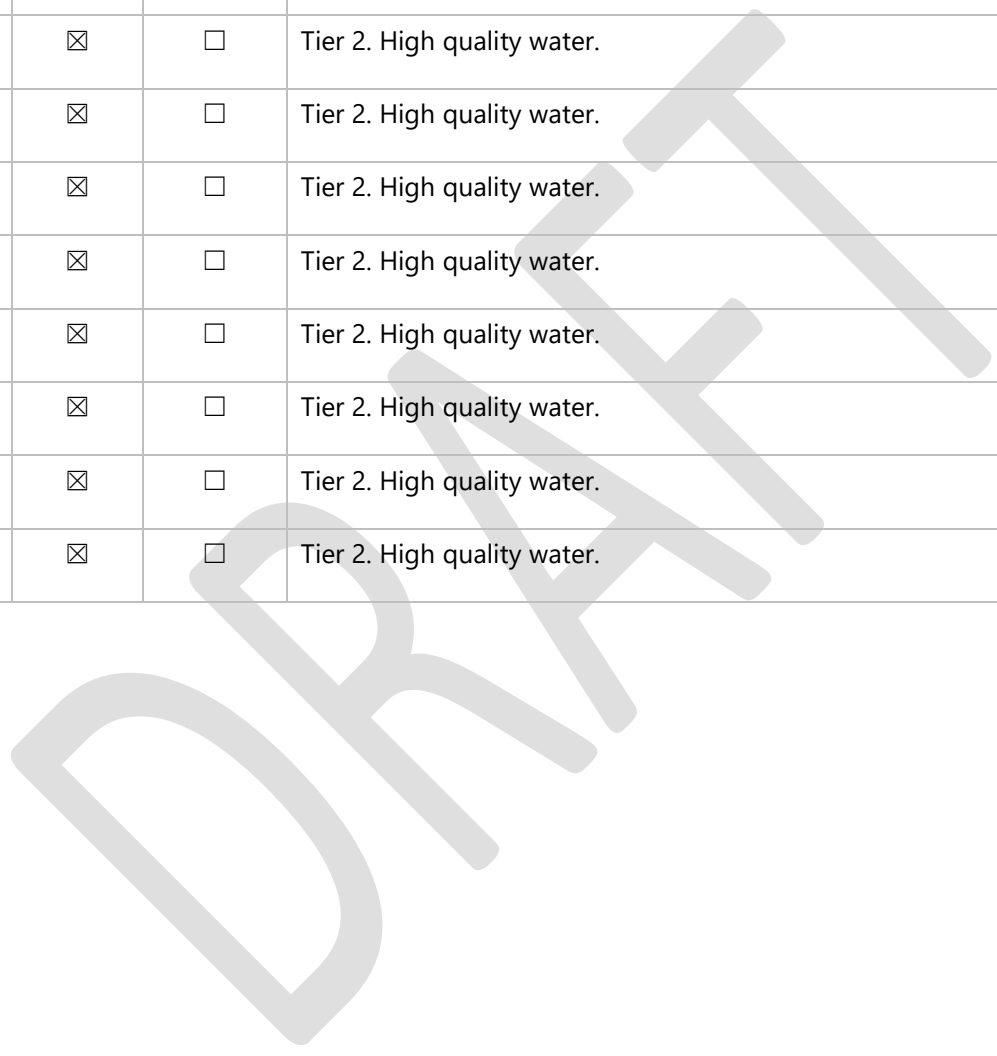 ☒ ☐ Tier 2. High quality water.
☒ ☐ Tier 2. High quality water.
☒ ☐ Tier 2. High quality water.
☒ ☐ Tier 2. High quality water.
☒ ☐ Tier 2. High quality water.
☒ ☐ Tier 2. High quality water.
☒ ☐ Tier 2. High quality water.
☒ ☐ Tier 2. High quality water.
DRAFT